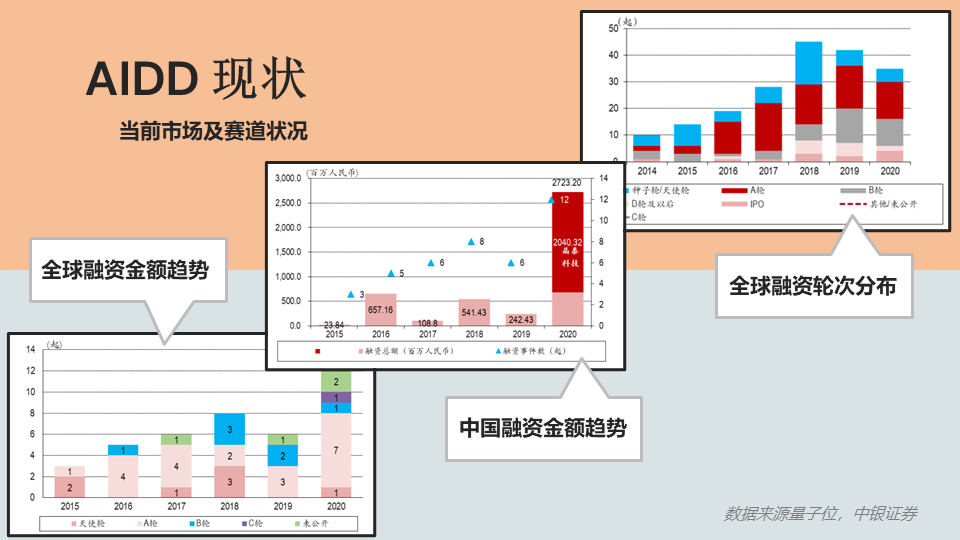 AIDD 现状
当前市场及赛道状况
(起)
50
40
30
20
10
2014 2015 2016 2017 2018 2019 2020
种子轮/天使轮 A轮 B轮
D轮及以后 IPO 其他/未公开
C轮
全球融资轮次分布
(百万人民币)
3,000.0 2,500.0 2,000.0 1,500.0 1,000.0 500.0 0.0
14 12 10 8 6 4 2 0
2723.20
12
2040.32
晶泰
科技
8
6 6
5
3
23.84 657.16 108.8 541.43 242.43
2015 2016 2017 2018 2019 2020
融资总额（百万人民币） 融资事件数（起）
中国融资金额趋势
全球融资金额趋势
(起)
14
12
10
8
6
4
2
0
2 1
4 1
1 4 1
3 2 3
3 2 1
1 7 1 1 2
2015 2016 2017 2018 2019 2020
天使轮 A轮 B轮 C轮 未公开
数据来源量子位，中银证券